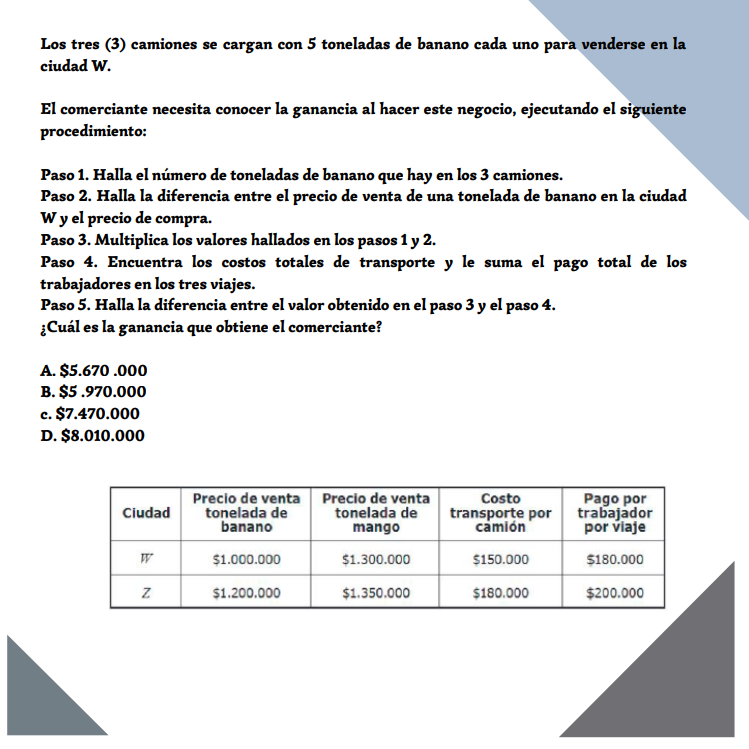 Los tres (3) camiones se cargan con 5 toneladas de banano cada uno para venderse en la
ciudad W.
El comerciante necesita conocer la ganancia al hacer este negocio, ejecutando el siguiente
procedimiento:
Paso 1. Halla el número de toneladas de banano que hay en los 3 camiones.
Paso 2. Halla la diferencia entre el precio de venta de una tonelada de banano en la ciudad
W y el precio de compra.
Paso 3. Multiplica los valores hallados en los pasos 1 y 2.
Paso 4. Encuentra los costos totales de transporte y le suma el pago total de los
trabajadores en los tres viajes.
Paso 5. Halla la diferencia entre el valor obtenido en el paso 3 y el paso 4.
¿Cuál es la ganancia que obtiene el comerciante?
A. $5.670 .000
B. $5 .970.000
c. $7.470.000
D. $8.010.000
Ciudad Precio de venta tonelada de banano Precio de venta tonelada de mango Costo transporte por camión Pago por trabajador por viaje
W $1.000.000 $1.300.000 $150.000 $180.000
Z $1.200.000 $1.350.000 $180.000 $200.000